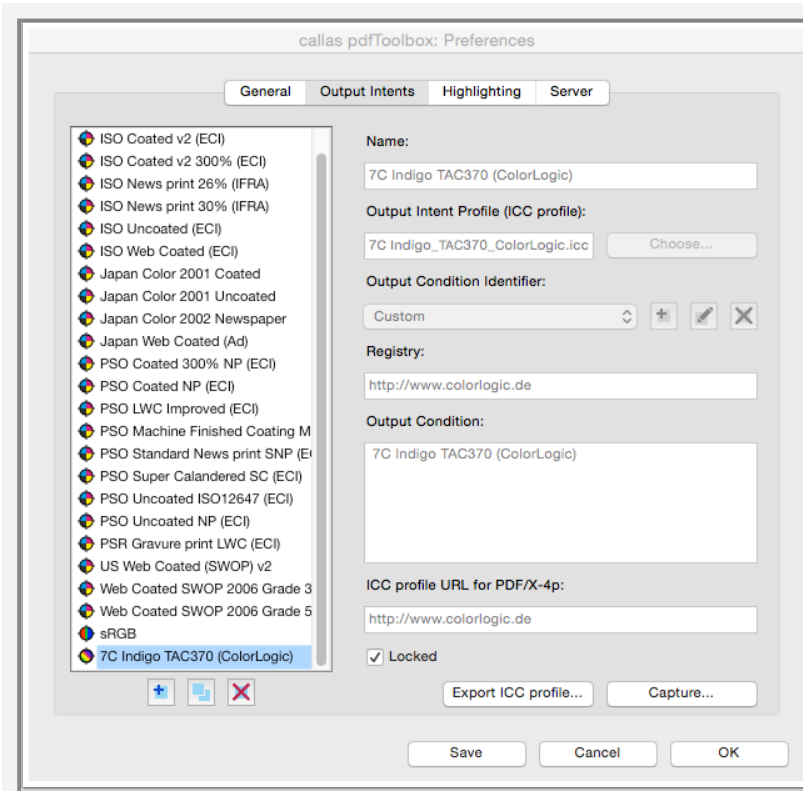 callas pdfToolbox: Preferences
General
Output Intents
Highlighting
Server
ISO Coated v2 (ECI)
ISO Coated v2 300% (ECI)
ISO News print 26% (IFRA)
ISO News print 30% (IFRA)
ISO Uncoated (ECI)
ISO Web Coated (ECI)
Japan Color 2001 Coated
Japan Color 2001 Uncoated
Japan Color 2002 Newspaper
Japan Web Coated (Ad)
PSO Coated 300% NP (ECI)
PSO Coated NP (ECI)
PSO LWC Improved (ECI)
PSO Machine Finished Coating M
PSO Standard News print SNP (E
PSO Super Calandered SC (ECI)
PSO Uncoated ISO12647 (ECI)
PSO Uncoated NP (ECI)
PSR Gravure print LWC (ECI)
US Web Coated (SWOP) v2
Web Coated SWOP 2006 Grade 3
Web Coated SWOP 2006 Grade 5
sRGB
7C Indigo TAC370 (ColorLogic)
Name:
7C Indigo TAC370 (ColorLogic)
Output Intent Profile (ICC profile):
7C Indigo_TAC370_ColorLogic.icc
Choose...
Output Condition Identifier:
Custom
Registry:
http://www.colorlogic.de
Output Condition:
7C Indigo TAC370 (ColorLogic)
ICC profile URL for PDF/X-4p:
http://www.colorlogic.de
Locked
Export ICC profile...
Capture...
Save
Cancel
OK